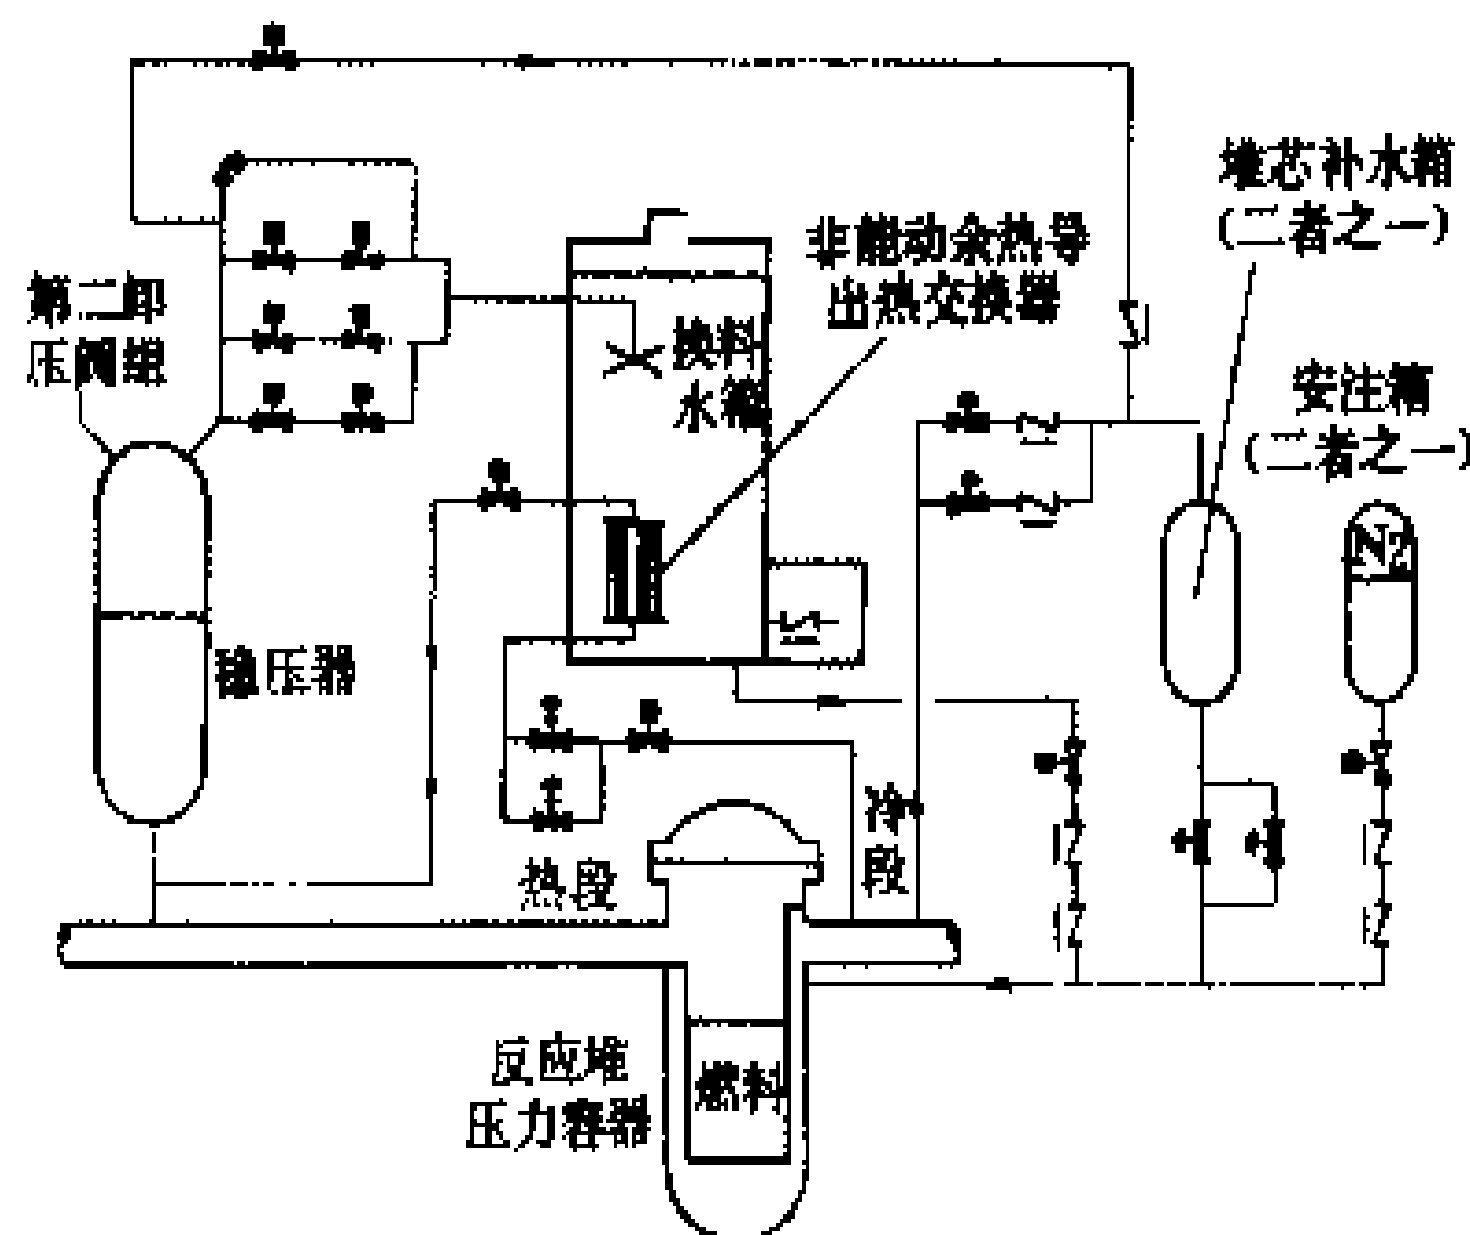 堆芯补水箱
(二者之一)
非能动余热导
出热交换器
第二卸
压阀组
换料
水箱
安注箱
(二者之一)
N2
稳压器
冷
段
热段
反应堆
压力容器
燃料